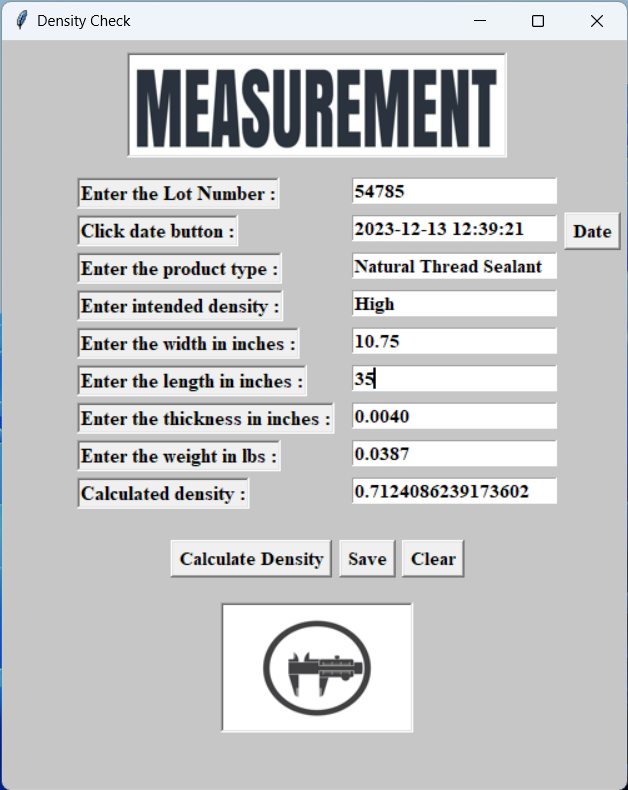 Density Check
MEASUREMENT
Enter the Lot Number : 54785
Click date button : 2023-12-13 12:39:21 Date
Enter the product type : Natural Thread Sealant
Enter intended density : High
Enter the width in inches : 10.75
Enter the length in inches : 35
Enter the thickness in inches : 0.0040
Enter the weight in lbs : 0.0387
Calculated density : 0.7124086239173602
Calculate Density Save Clear